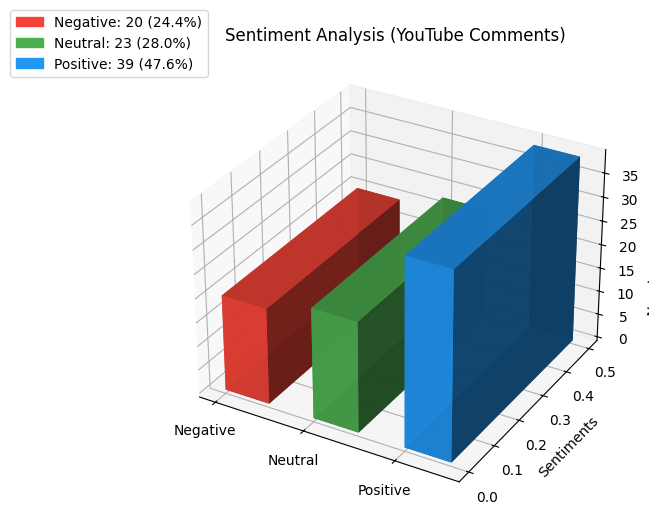 Negative: 20 (24.4%)
Neutral: 23 (28.0%)
Positive: 39 (47.6%)
Sentiment Analysis (YouTube Comments)
35
30
25
20
15
10
5
0
0.5
0.4
0.3
0.2
0.1
0.0
Sentiments
Negative
Neutral
Positive